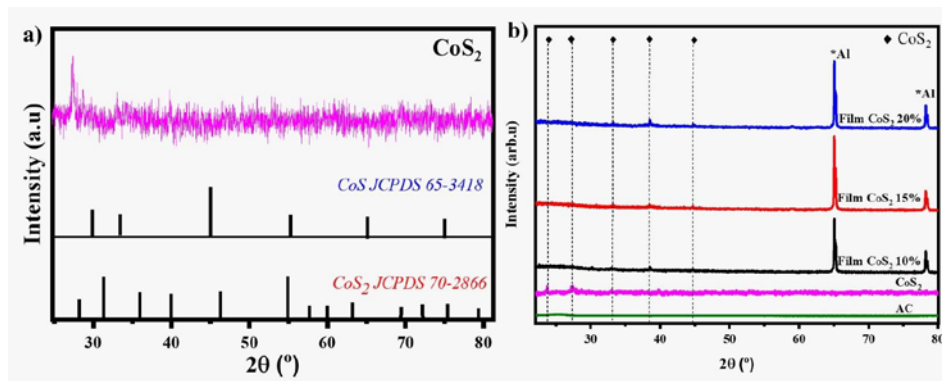 a)
CoS2
CoS JCPDS 65-3418
CoS2 JCPDS 70-2866
Intensity (a.u)
30 40 50 60 70 80
2θ (º)
b)
◆ CoS2
*Al
*Al
Film CoS2 20%
Film CoS2 15%
Film CoS2 10%
CoS2
AC
Intensity (arb.u)
30 40 50 60 70 80
2θ (º)